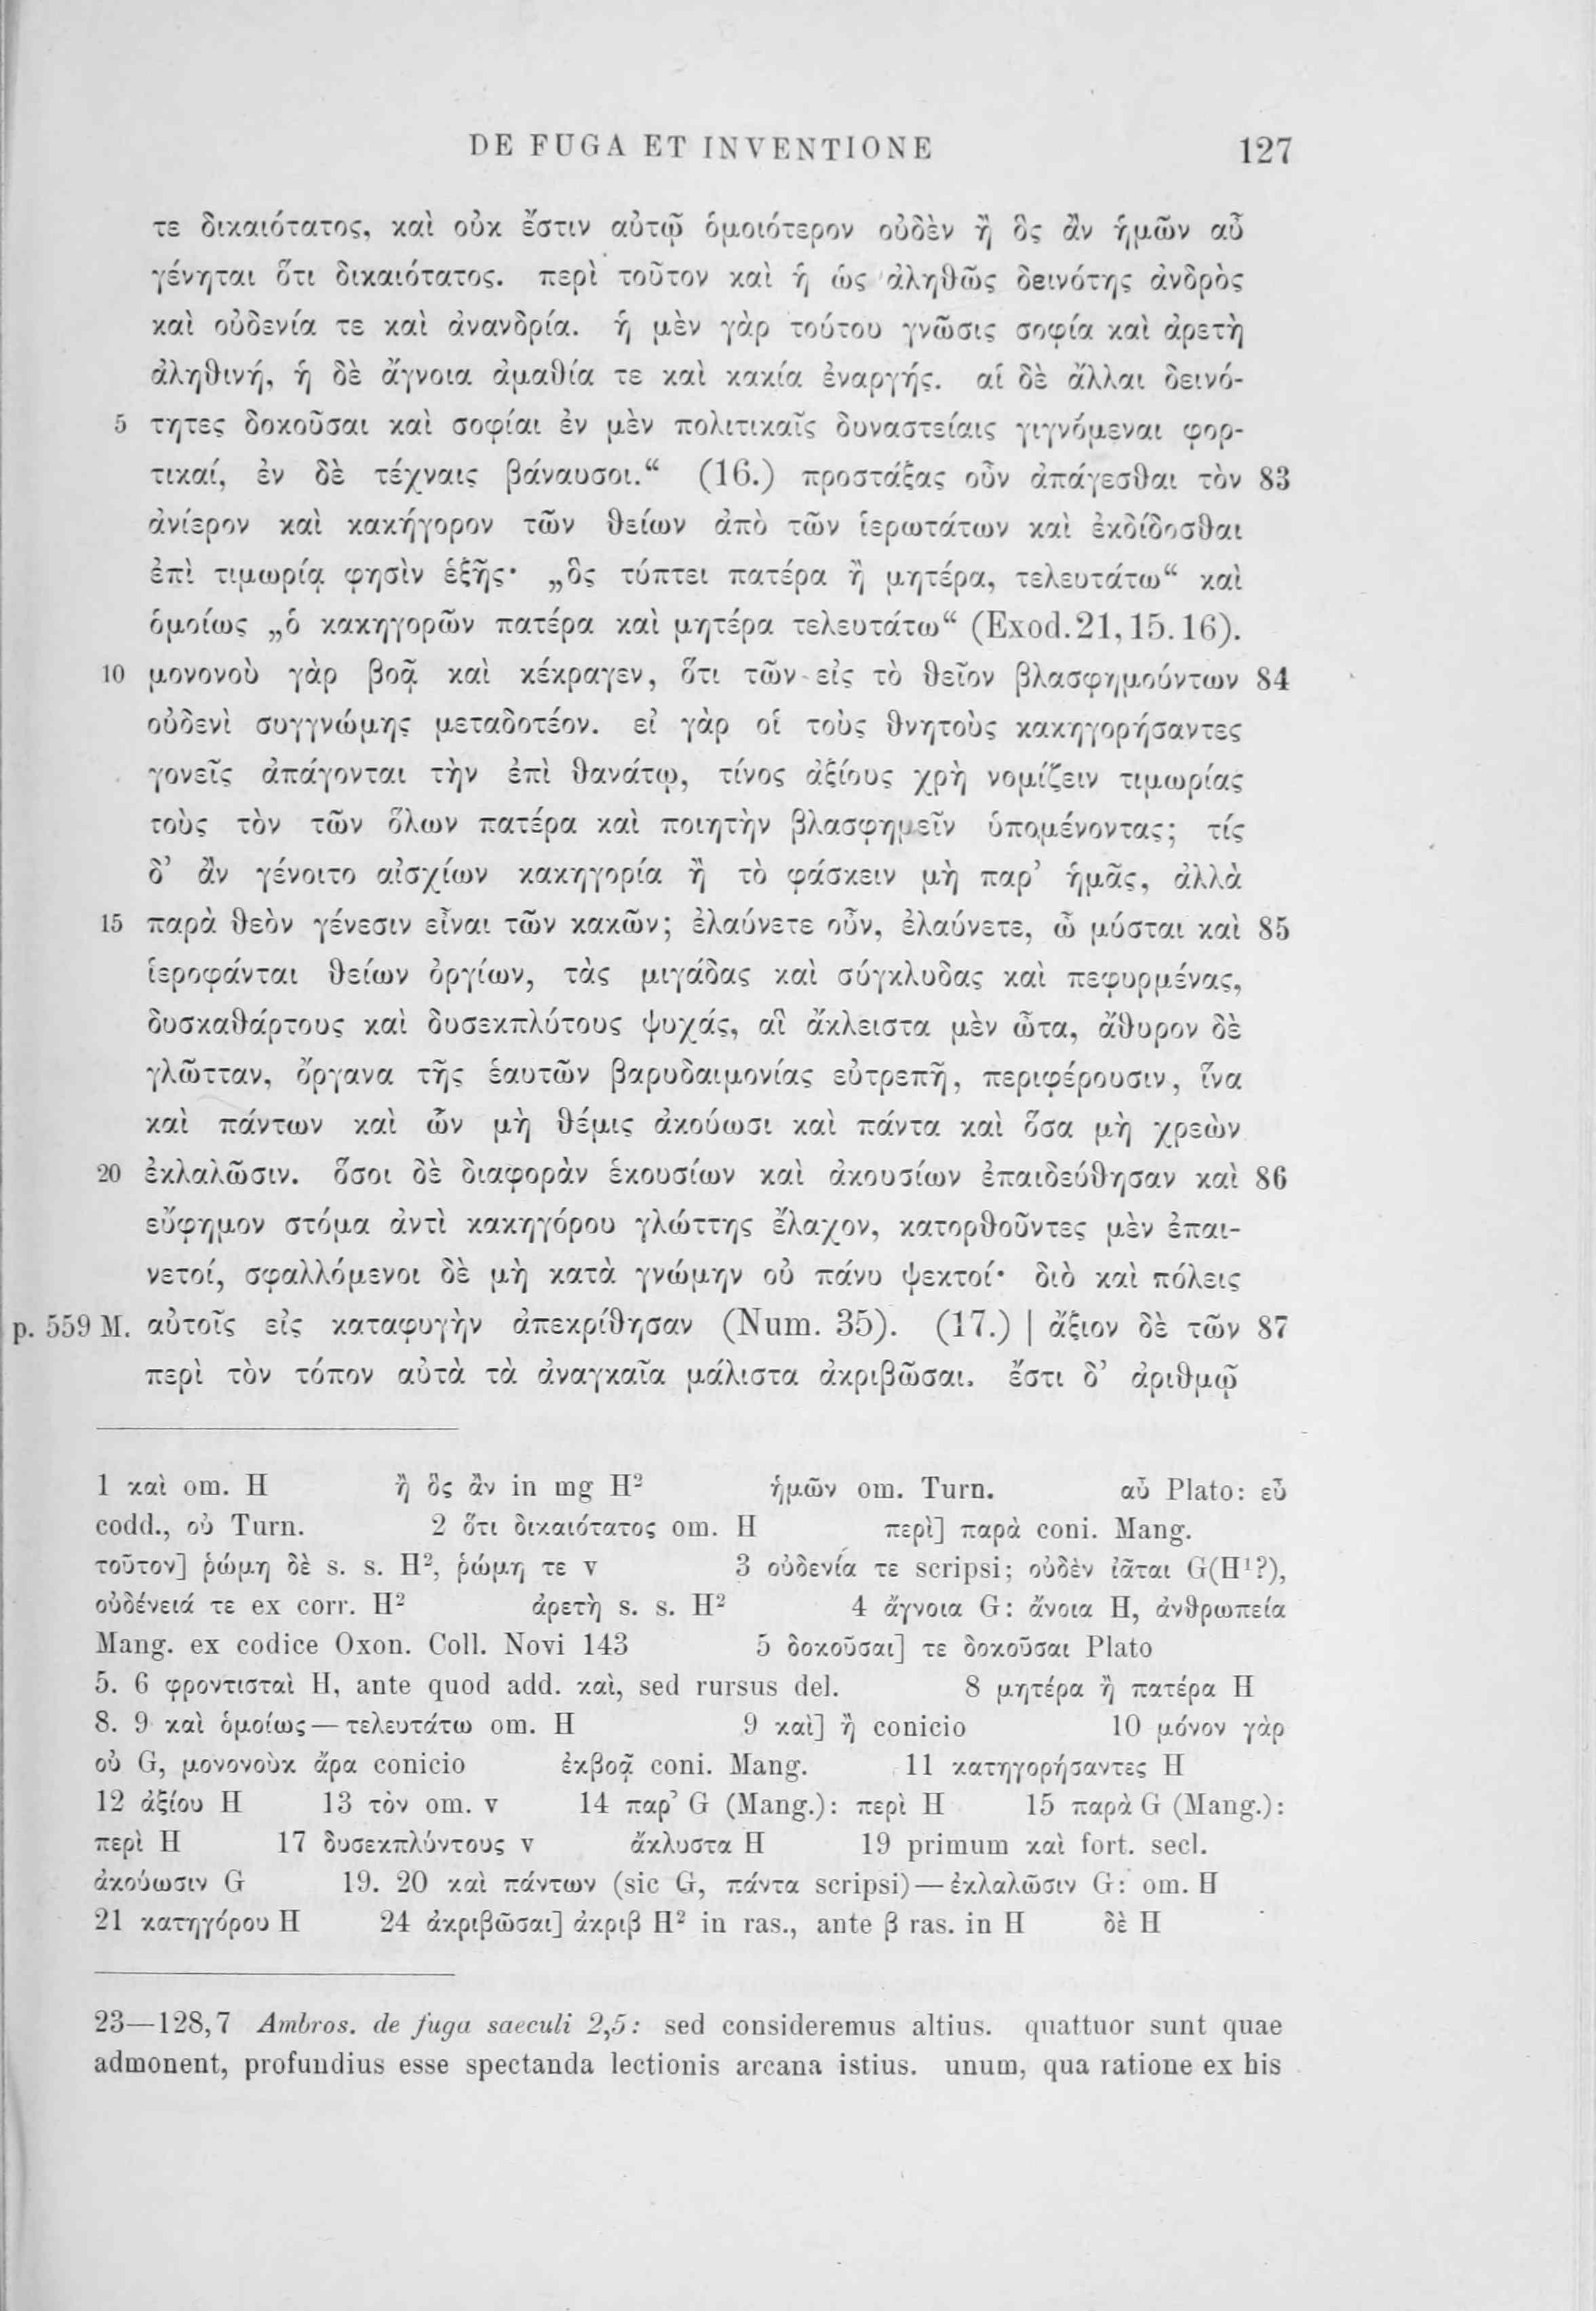 DE FUGA ET INVENTIONE 127
τε δικαιότατος, καὶ οὐκ ἔστιν αὐτῷ ὁμοιότερον οὐδὲν ἢ ὃς ἂν ἡμῶν αὖ
γένηται ὅτι δικαιότατος. περὶ τοῦτον καὶ ἡ ὡς ἀληθῶς δεινότης ἀνδρὸς
καὶ οὐδενία τε καὶ ἀνανδρία. ἡ μὲν γὰρ τούτου γνῶσις σοφία καὶ ἀρετὴ
ἀληθινή, ἡ δὲ ἄγνοια ἀμαθία τε καὶ κακία ἐναργής. αἱ δὲ ἄλλαι δεινό-
5 τητες δοκοῦσαι καὶ σοφίαι ἐν μὲν πολιτικαῖς δυναστείαις γιγνόμεναι φορ-
τικαί, ἐν δὲ τέχναις βάναυσοι.“ (16.) προστάξας οὖν ἀπάγεσθαι τὸν 83
ἀνίερον καὶ κακήγορον τῶν θείων ἀπὸ τῶν ἱερωτάτων καὶ ἐκδίδοσθαι
ἐπὶ τιμωρίᾳ φησὶν ἑξῆς· „ὃς τύπτει πατέρα ἢ μητέρα, τελευτάτω“ καὶ
ὁμοίως „ὁ κακηγορῶν πατέρα καὶ μητέρα τελευτάτω“ (Exod. 21, 15. 16).
10 μονονοὺ γὰρ βοᾷ καὶ κέκραγεν, ὅτι τῶν εἰς τὸ θεῖον βλασφημούντων 84
οὐδενὶ συγγνώμης μεταδοτέον. εἰ γὰρ οἱ τοὺς θνητοὺς κακηγορήσαντες
γονεῖς ἀπάγονται τὴν ἐπὶ θανάτῳ, τίνος ἀξίους χρὴ νομίζειν τιμωρίας
τοὺς τὸν τῶν ὅλων πατέρα καὶ ποιητὴν βλασφημεῖν ὑπομένοντας; τίς
δ’ ἂν γένοιτο αἰσχίων κακηγορία ἢ τὸ φάσκειν μὴ παρ’ ἡμᾶς, ἀλλὰ
15 παρὰ θεὸν γένεσιν εἶναι τῶν κακῶν; ἐλαύνετε οὖν, ἐλαύνετε, ὦ μύσται καὶ 85
ἱεροφάνται θείων ὀργίων, τὰς μιγάδας καὶ σύγκλυδας καὶ πεφυρμένας,
δυσκαθάρτους καὶ δυσεκπλύτους ψυχάς, αἳ ἄκλειστα μὲν ὦτα, ἄθυρον δὲ
γλῶτταν, ὄργανα τῆς ἑαυτῶν βαρυδαιμονίας εὐτρεπῆ, περιφέρουσιν, ἵνα
καὶ πάντων καὶ ὧν μὴ θέμις ἀκούωσι καὶ πάντα καὶ ὅσα μὴ χρεὼν
20 ἐκλαλῶσιν. ὅσοι δὲ διαφορὰν ἑκουσίων καὶ ἀκουσίων ἐπαιδεύθησαν καὶ 86
εὔφημον στόμα ἀντὶ κακηγόρου γλώττης ἔλαχον, κατορθοῦντες μὲν ἐπαι-
νετοί, σφαλλόμενοι δὲ μὴ κατὰ γνώμην οὐ πάνυ ψεκτοί· διὸ καὶ πόλεις
p. 559 M. αὐτοῖς εἰς καταφυγὴν ἀπεκρίθησαν (Num. 35). (17.) | ἄξιον δὲ τῶν 87
περὶ τὸν τόπον αὐτὰ τὰ ἀναγκαῖα μάλιστα ἀκριβῶσαι. ἔστι δ’ ἀριθμῷ
1 καὶ om. H ἢ ὃς ἂν in mg H² ἡμῶν om. Turn. αὖ Plato: εὖ
codd., οὐ Turn. 2 ὅτι δικαιότατος om. H περὶ] παρὰ coni. Mang.
τοῦτον] ῥώμη δὲ s. s. H², ῥώμη τε v 3 οὐδενία τε scripsi; οὐδὲν ἰᾶται G(H¹?),
οὐδένειά τε ex corr. H² ἀρετὴ s. s. H² 4 ἄγνοια G: ἄνοια H, ἀνθρωπεία
Mang. ex codice Oxon. Coll. Novi 143 5 δοκοῦσαι] τε δοκοῦσαι Plato
5. 6 φροντισταὶ H, ante quod add. καὶ, sed rursus del. 8 μητέρα ἢ πατέρα H
8. 9 καὶ ὁμοίως — τελευτάτω om. H 9 καὶ] ἢ conicio 10 μόνον γὰρ
οὐ G, μονονοὺκ ἄρα conicio ἐκβοᾷ coni. Mang. 11 κατηγορήσαντες H
12 ἀξίου H 13 τὸν om. v 14 παρ’ G (Mang.): περὶ H 15 παρὰ G (Mang.):
περὶ H 17 δυσεκπλύντους v ἄκλυστα H 19 primum καὶ fort. secl.
ἀκούωσιν G 19. 20 καὶ πάντων (sic G, πάντα scripsi) — ἐκλαλῶσιν G: om. H
21 κατηγόρου H 24 ἀκριβῶσαι] ἀκριβ H² in ras., ante β ras. in H δὲ H
23—128,7 Ambros. de fuga saeculi 2,5: sed consideremus altius. quattuor sunt quae
admonent, profundius esse spectanda lectionis arcana istius. unum, qua ratione ex his